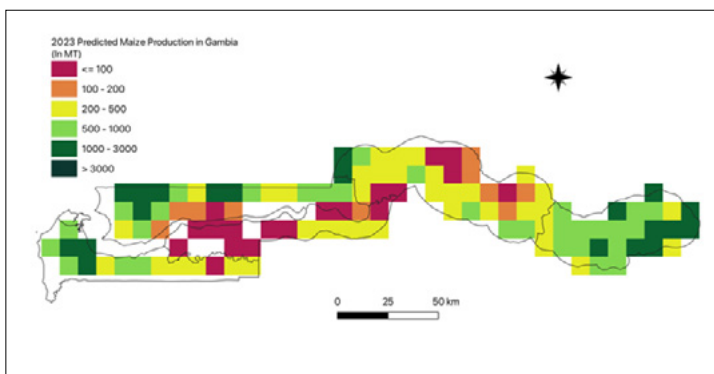 2023 Predicted Maize Production in Gambia
(In MT)
<= 100
100 - 200
200 - 500
500 - 1000
1000 - 3000
> 3000
0 25 50 km